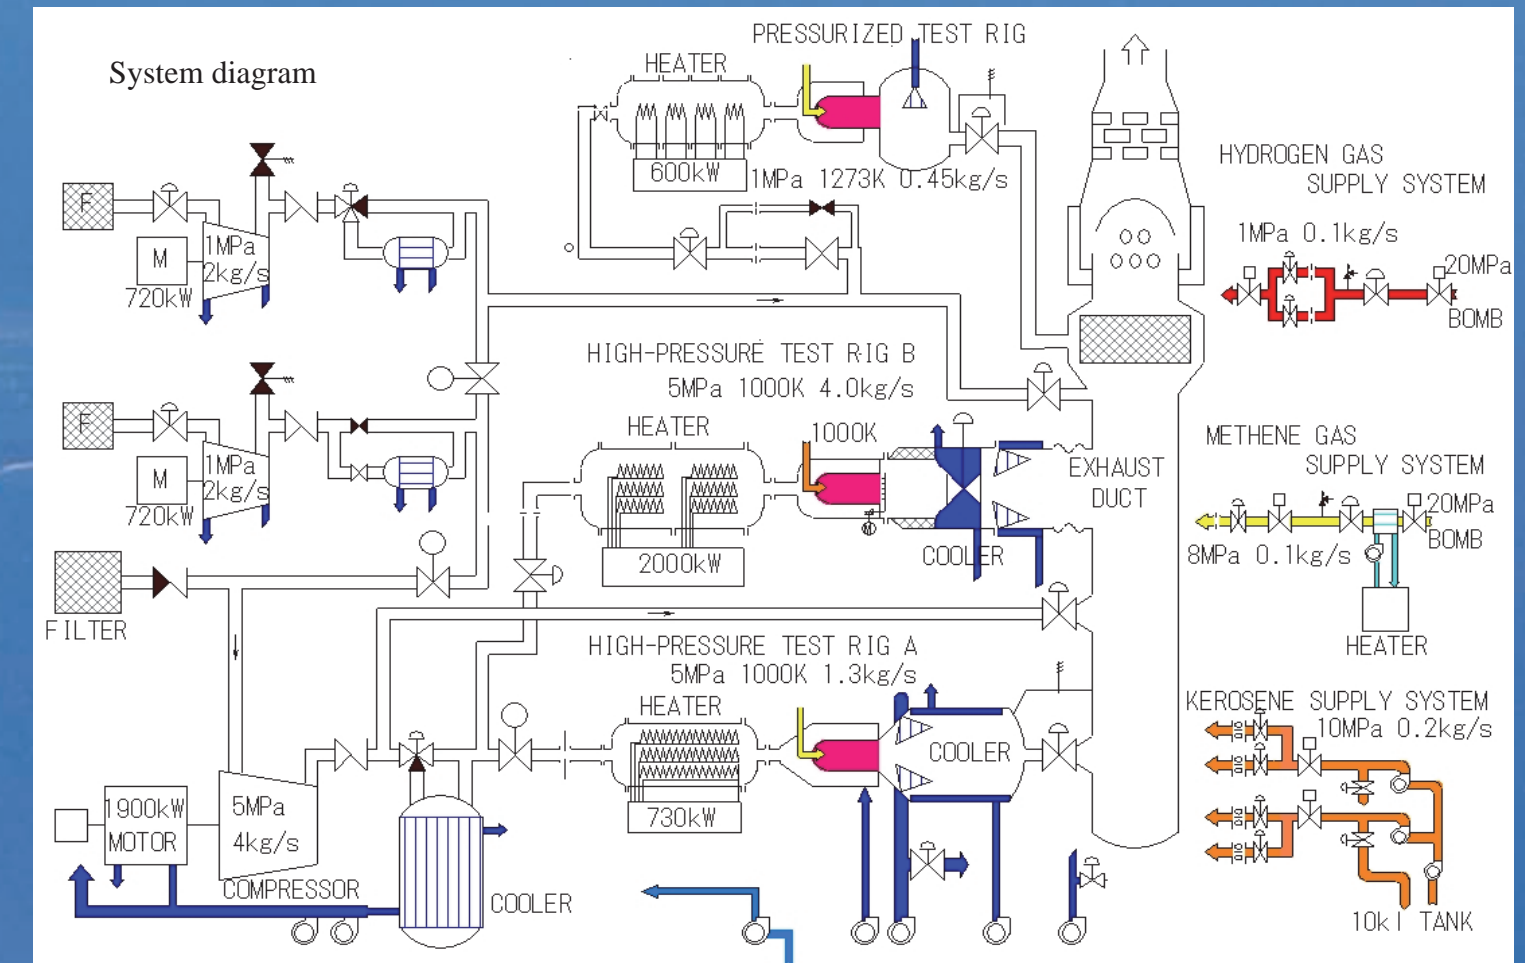 System diagram
PRESSURIZED TEST RIG
HEATER
600kW
1MPa 1273K 0.45kg/s
F
M
720kW
1MPa
2kg/s
F
M
720kW
1MPa
2kg/s
FILTER
HIGH-PRESSURE TEST RIG B
5MPa 1000K 4.0kg/s
HEATER
1000K
2000kW
M
COOLER
EXHAUST
DUCT
HIGH-PRESSURE TEST RIG A
5MPa 1000K 1.3kg/s
HEATER
730kW
COOLER
1900kW
MOTOR
5MPa
4kg/s
COMPRESSOR
COOLER
HYDROGEN GAS
SUPPLY SYSTEM
1MPa 0.1kg/s
20MPa
BOMB
METHENE GAS
SUPPLY SYSTEM
20MPa
BOMB
8MPa 0.1kg/s
HEATER
KEROSENE SUPPLY SYSTEM
10MPa 0.2kg/s
10kl TANK